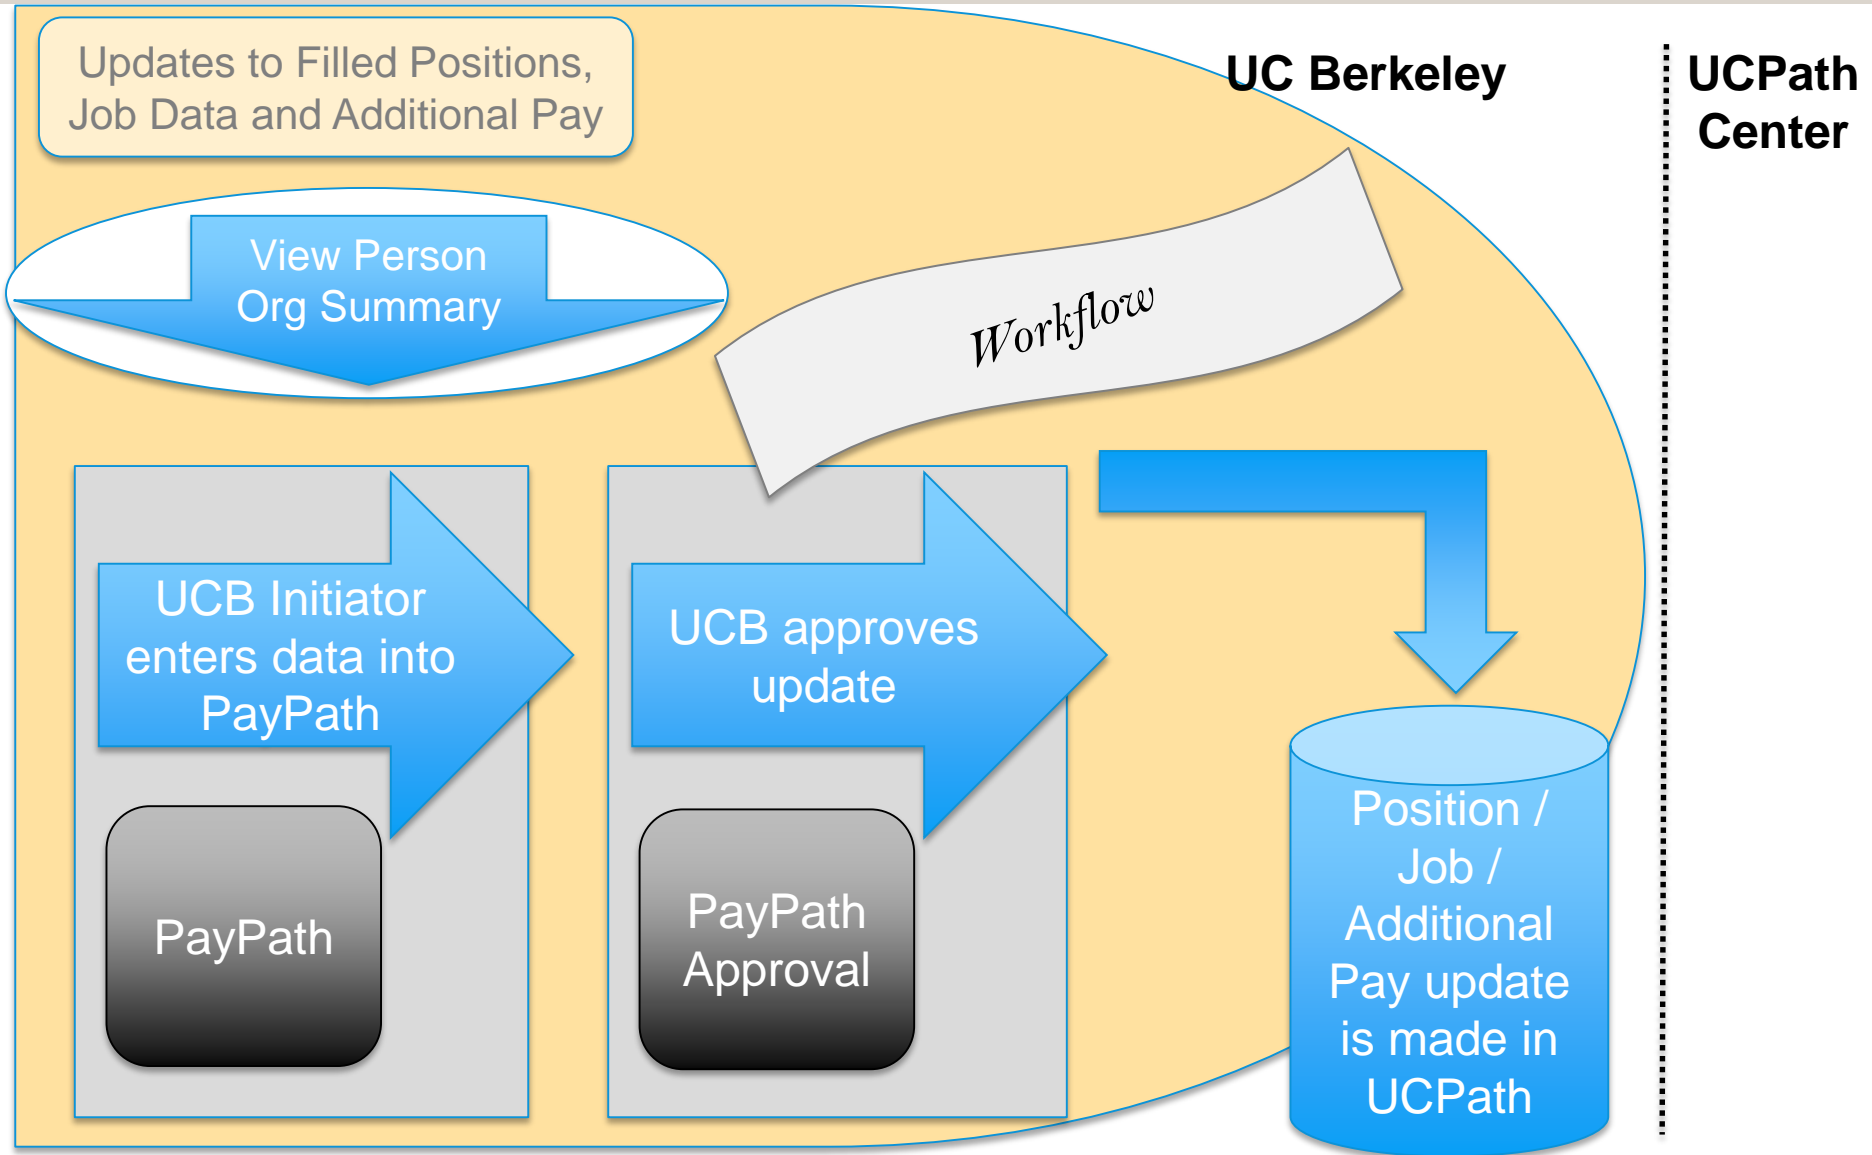 Updates to Filled Positions,
Job Data and Additional Pay
UC Berkeley
UCPath
Center
View Person
Org Summary
Workflow
UCB Initiator
enters data into
PayPath
UCB approves
update
PayPath
PayPath
Approval
Position /
Job /
Additional
Pay update
is made in
UCPath